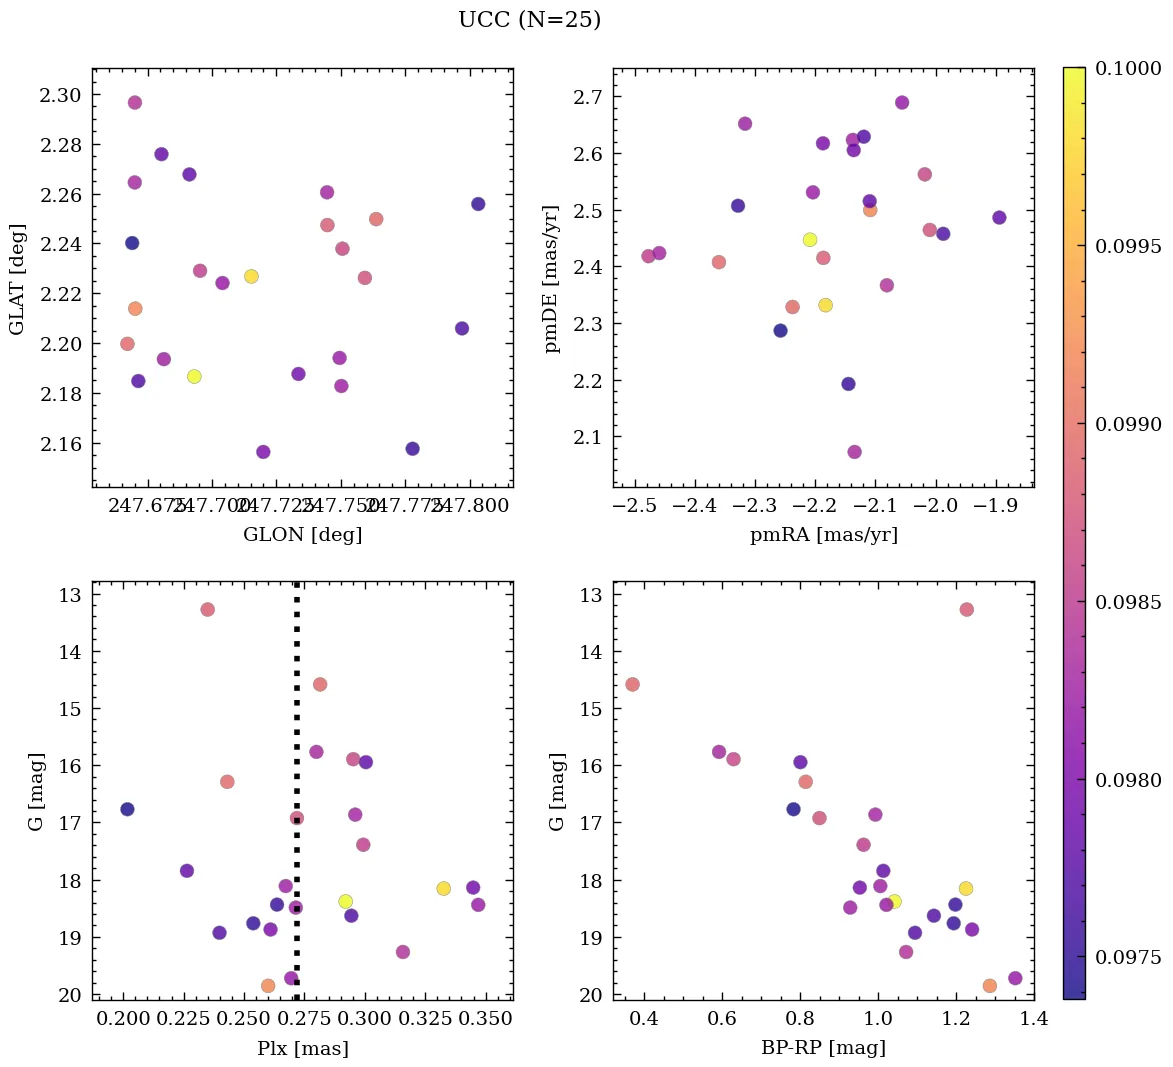 UCC (N=25)
2.30
2.28
2.26
2.24
2.22
2.20
2.18
2.16
GLAT [deg]
247.675 247.700 247.725 247.750 247.775 247.800
GLON [deg]
2.7
2.6
2.5
2.4
2.3
2.2
2.1
pmDE [mas/yr]
−2.5 −2.4 −2.3 −2.2 −2.1 −2.0 −1.9
pmRA [mas/yr]
13
14
15
16
17
18
19
20
G [mag]
0.200 0.225 0.250 0.275 0.300 0.325 0.350
Plx [mas]
13
14
15
16
17
18
19
20
G [mag]
0.4 0.6 0.8 1.0 1.2 1.4
BP-RP [mag]
0.1000
0.0995
0.0990
0.0985
0.0980
0.0975